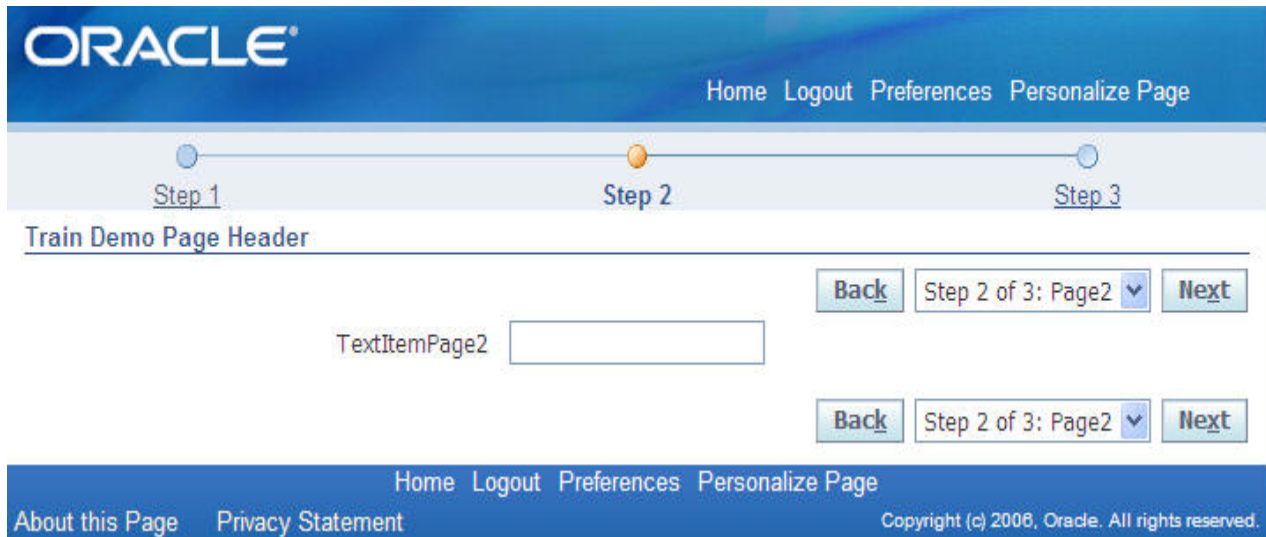 ORACLE®
Home Logout Preferences Personalize Page
Step 1 Step 2 Step 3
Train Demo Page Header
Back Step 2 of 3: Page2 Next
TextItemPage2
Back Step 2 of 3: Page2 Next
Home Logout Preferences Personalize Page
About this Page Privacy Statement Copyright (c) 2006, Oracle. All rights reserved.